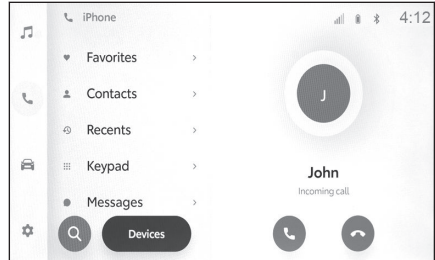 iPhone
4:12
Favorites
Contacts
Recents
Keypad
Messages
Devices
J
John
Incoming call